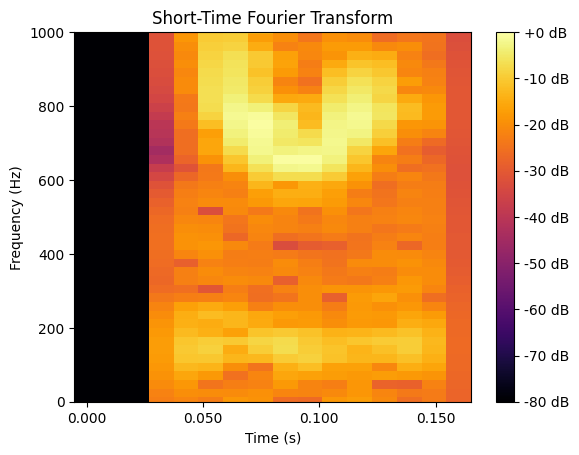 Short-Time Fourier Transform
1000
800
600
400
200
0
Frequency (Hz)
0.000
0.050
0.100
0.150
Time (s)
+0 dB
-10 dB
-20 dB
-30 dB
-40 dB
-50 dB
-60 dB
-70 dB
-80 dB